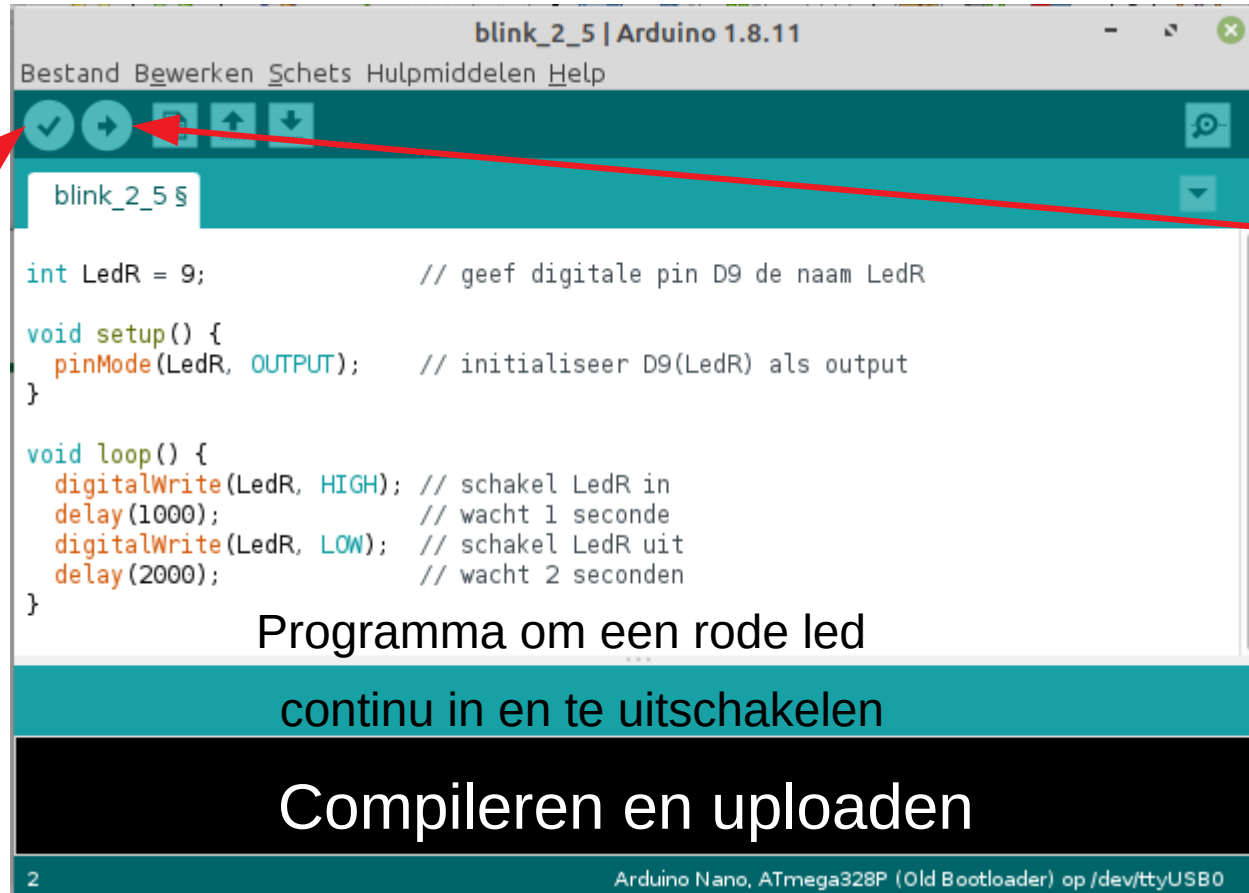 blink_2_5 | Arduino 1.8.11
Bestand Bewerken Schets Hulpmiddelen Help
blink_2_5 §
int LedR = 9;             // geef digitale pin D9 de naam LedR
void setup() {
  pinMode(LedR, OUTPUT);    // initialiseer D9(LedR) als output
}
void loop() {
  digitalWrite(LedR, HIGH); // schakel LedR in
  delay(1000);              // wacht 1 seconde
  digitalWrite(LedR, LOW);  // schakel LedR uit
  delay(2000);              // wacht 2 seconden
}
Programma om een rode led
continu in en te uitschakelen
Compileren en uploaden
2 Arduino Nano, ATmega328P (Old Bootloader) op /dev/ttyUSB0